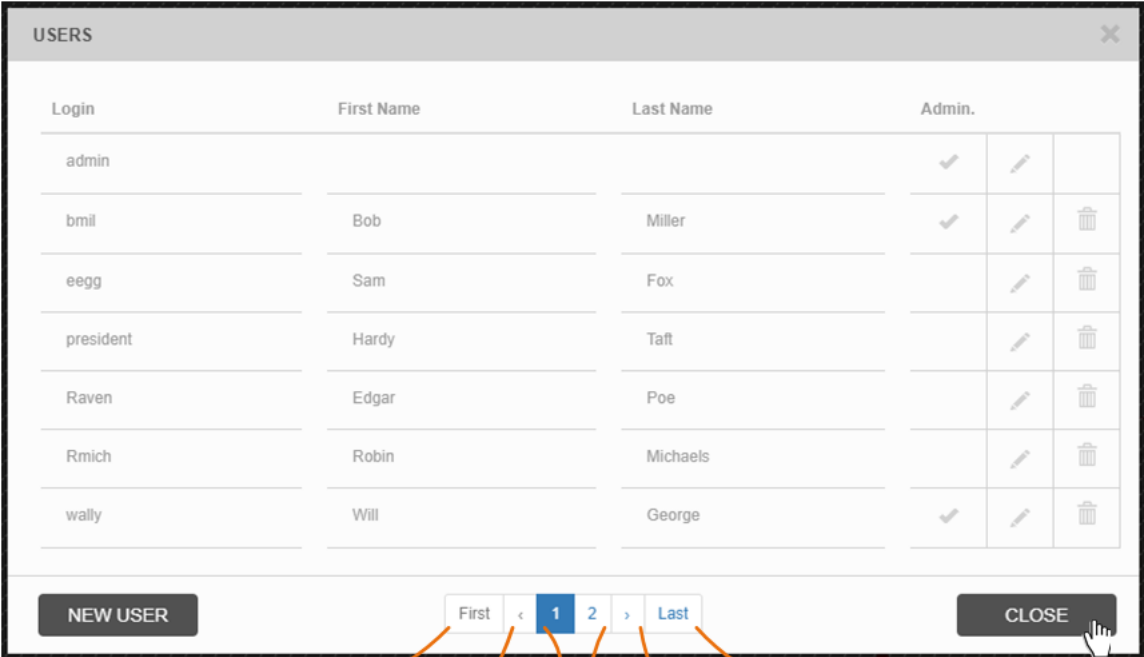 USERS
Login First Name Last Name Admin.
admin
bmil Bob Miller
eegg Sam Fox
president Hardy Taft
Raven Edgar Poe
Rmich Robin Michaels
wally Will George
NEW USER First ‹ 1 2 › Last CLOSE